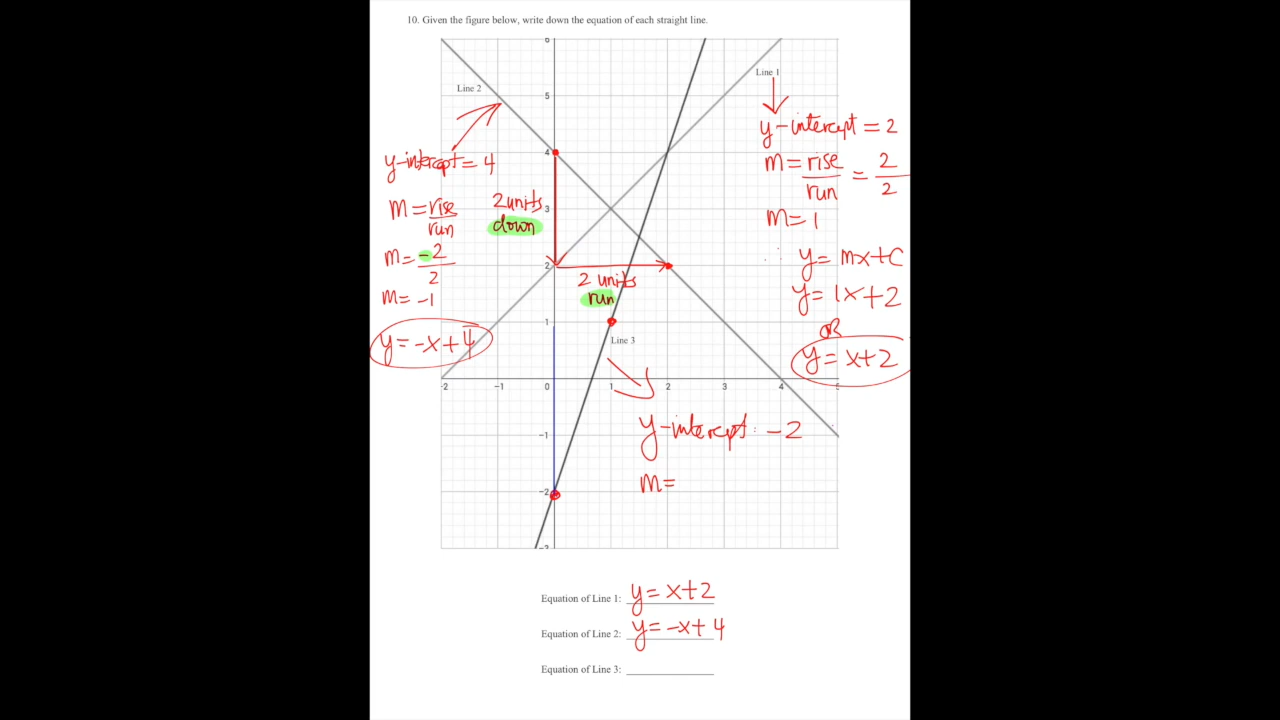 10. Given the figure below, write down the equation of each straight line.
6
Line 1
Line 2
5
y-intercept = 2
4
y-intercept = 4
m = rise/run = 2/2
m = rise/run
2 units
down
3
m = 1
m = -2/2
2
y = mx + c
2 units
run
m = -1
y = 1x + 2
1
OR
y = -x + 4
Line 3
y = x + 2
-2 -1 0 1 2 3 4 5
y-intercept: -2
-1
m =
-2
-3
Equation of Line 1: y = x + 2
Equation of Line 2: y = -x + 4
Equation of Line 3: